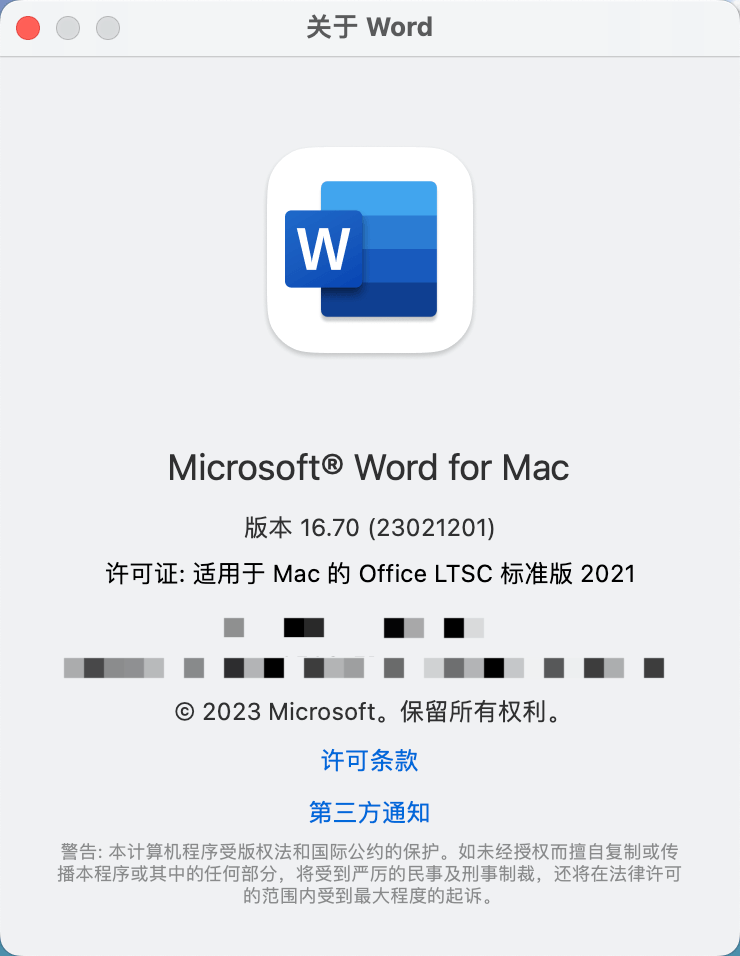 关于 Word
W
Microsoft® Word for Mac
版本 16.70 (23021201)
许可证: 适用于 Mac 的 Office LTSC 标准版 2021
© 2023 Microsoft。保留所有权利。
许可条款
第三方通知
警告: 本计算机程序受版权法和国际公约的保护。如未经授权而擅自复制或传
播本程序或其中的任何部分，将受到严厉的民事及刑事制裁，还将在法律许可
的范围内受到最大程度的起诉。